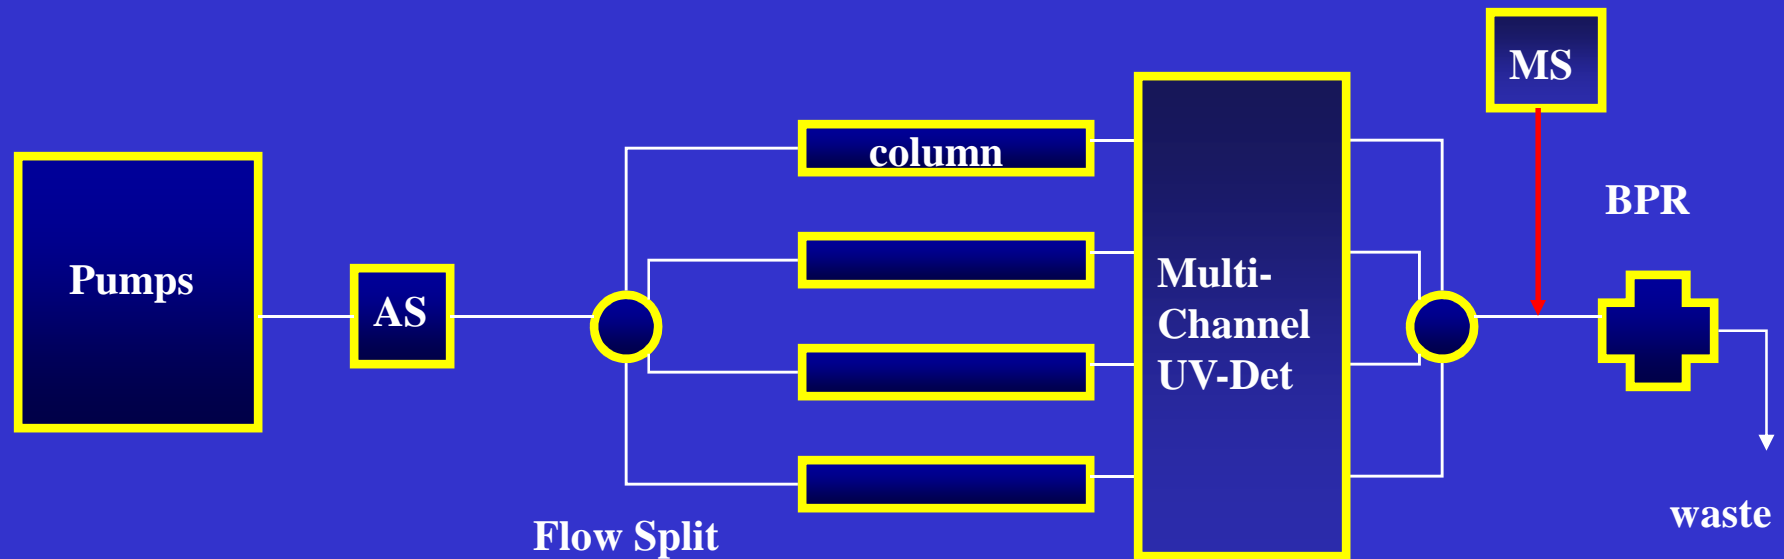 Pumps
AS
Flow Split
column
Multi-
Channel
UV-Det
MS
BPR
waste